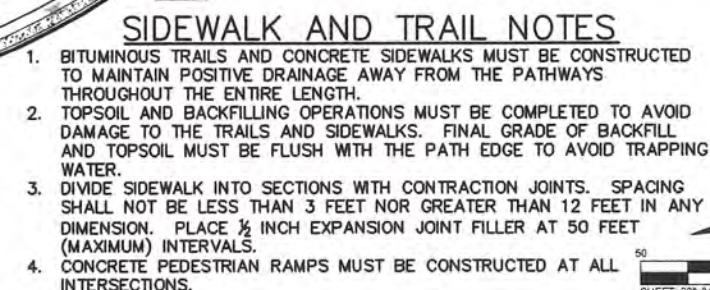 SIDEWALK AND TRAIL NOTES
1. BITUMINOUS TRAILS AND CONCRETE SIDEWALKS MUST BE CONSTRUCTED
TO MAINTAIN POSITIVE DRAINAGE AWAY FROM THE PATHWAYS
THROUGHOUT THE ENTIRE LENGTH.
2. TOPSOIL AND BACKFILLING OPERATIONS MUST BE COMPLETED TO AVOID
DAMAGE TO THE TRAILS AND SIDEWALKS. FINAL GRADE OF BACKFILL
AND TOPSOIL MUST BE FLUSH WITH THE PATH EDGE TO AVOID TRAPPING
WATER.
3. DIVIDE SIDEWALK INTO SECTIONS WITH CONTRACTION JOINTS. SPACING
SHALL NOT BE LESS THAN 3 FEET NOR GREATER THAN 12 FEET IN ANY
DIMENSION. PLACE ½ INCH EXPANSION JOINT FILLER AT 50 FEET
(MAXIMUM) INTERVALS.
4. CONCRETE PEDESTRIAN RAMPS MUST BE CONSTRUCTED AT ALL
INTERSECTIONS.
50